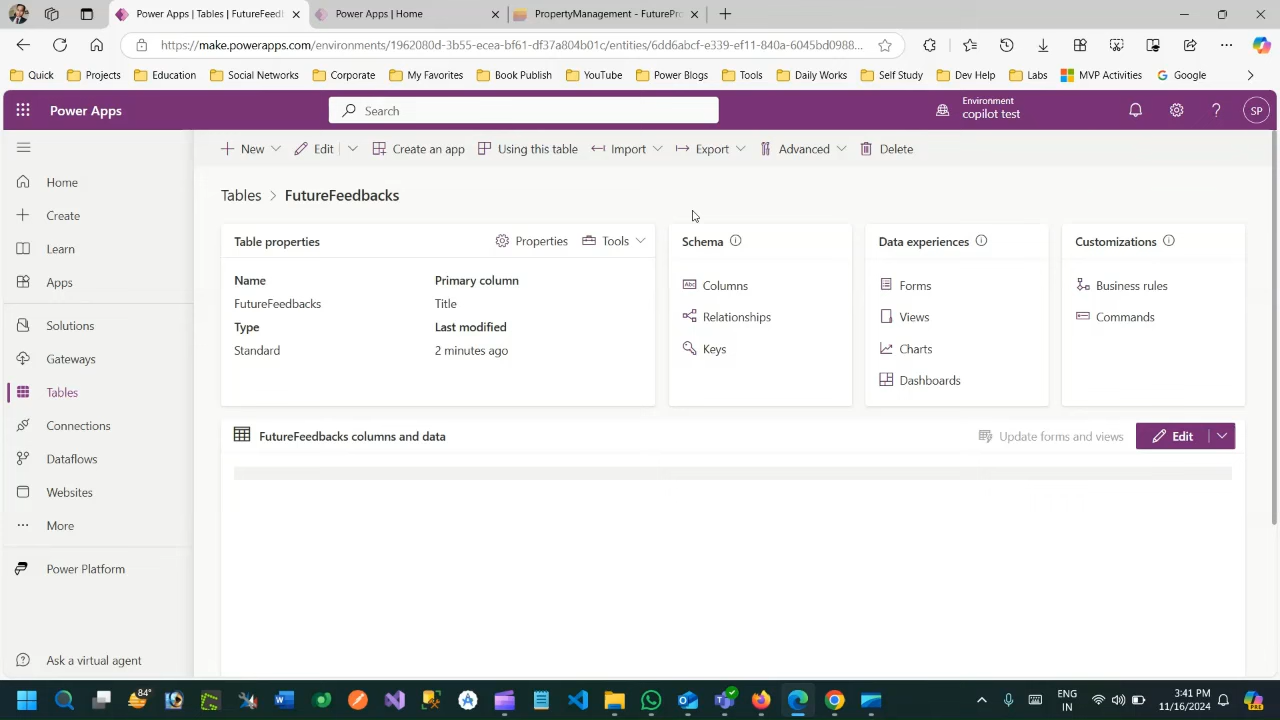 Power Apps | Tables | FutureFeedl
Power Apps | Home
PropertyManagement - FuturePro
https://make.powerapps.com/environments/1962080d-3b55-ecea-bf61-df37a804b01c/entities/6dd6abcf-e339-ef11-840a-6045bd0988...
Quick
Projects
Education
Social Networks
Corporate
My Favorites
Book Publish
YouTube
Power Blogs
Tools
Daily Works
Self Study
Dev Help
Labs
MVP Activities
Google
Power Apps
Search
Environment
copilot test
SP
New
Edit
Create an app
Using this table
Import
Export
Advanced
Delete
Home
Create
Learn
Apps
Solutions
Gateways
Tables
Connections
Dataflows
Websites
More
Power Platform
Ask a virtual agent
Tables > FutureFeedbacks
Table properties
Properties
Tools
Name
FutureFeedbacks
Type
Standard
Primary column
Title
Last modified
2 minutes ago
Schema
Columns
Relationships
Keys
Data experiences
Forms
Views
Charts
Dashboards
Customizations
Business rules
Commands
FutureFeedbacks columns and data
Update forms and views
Edit
84°
ENG
IN
3:41 PM
11/16/2024